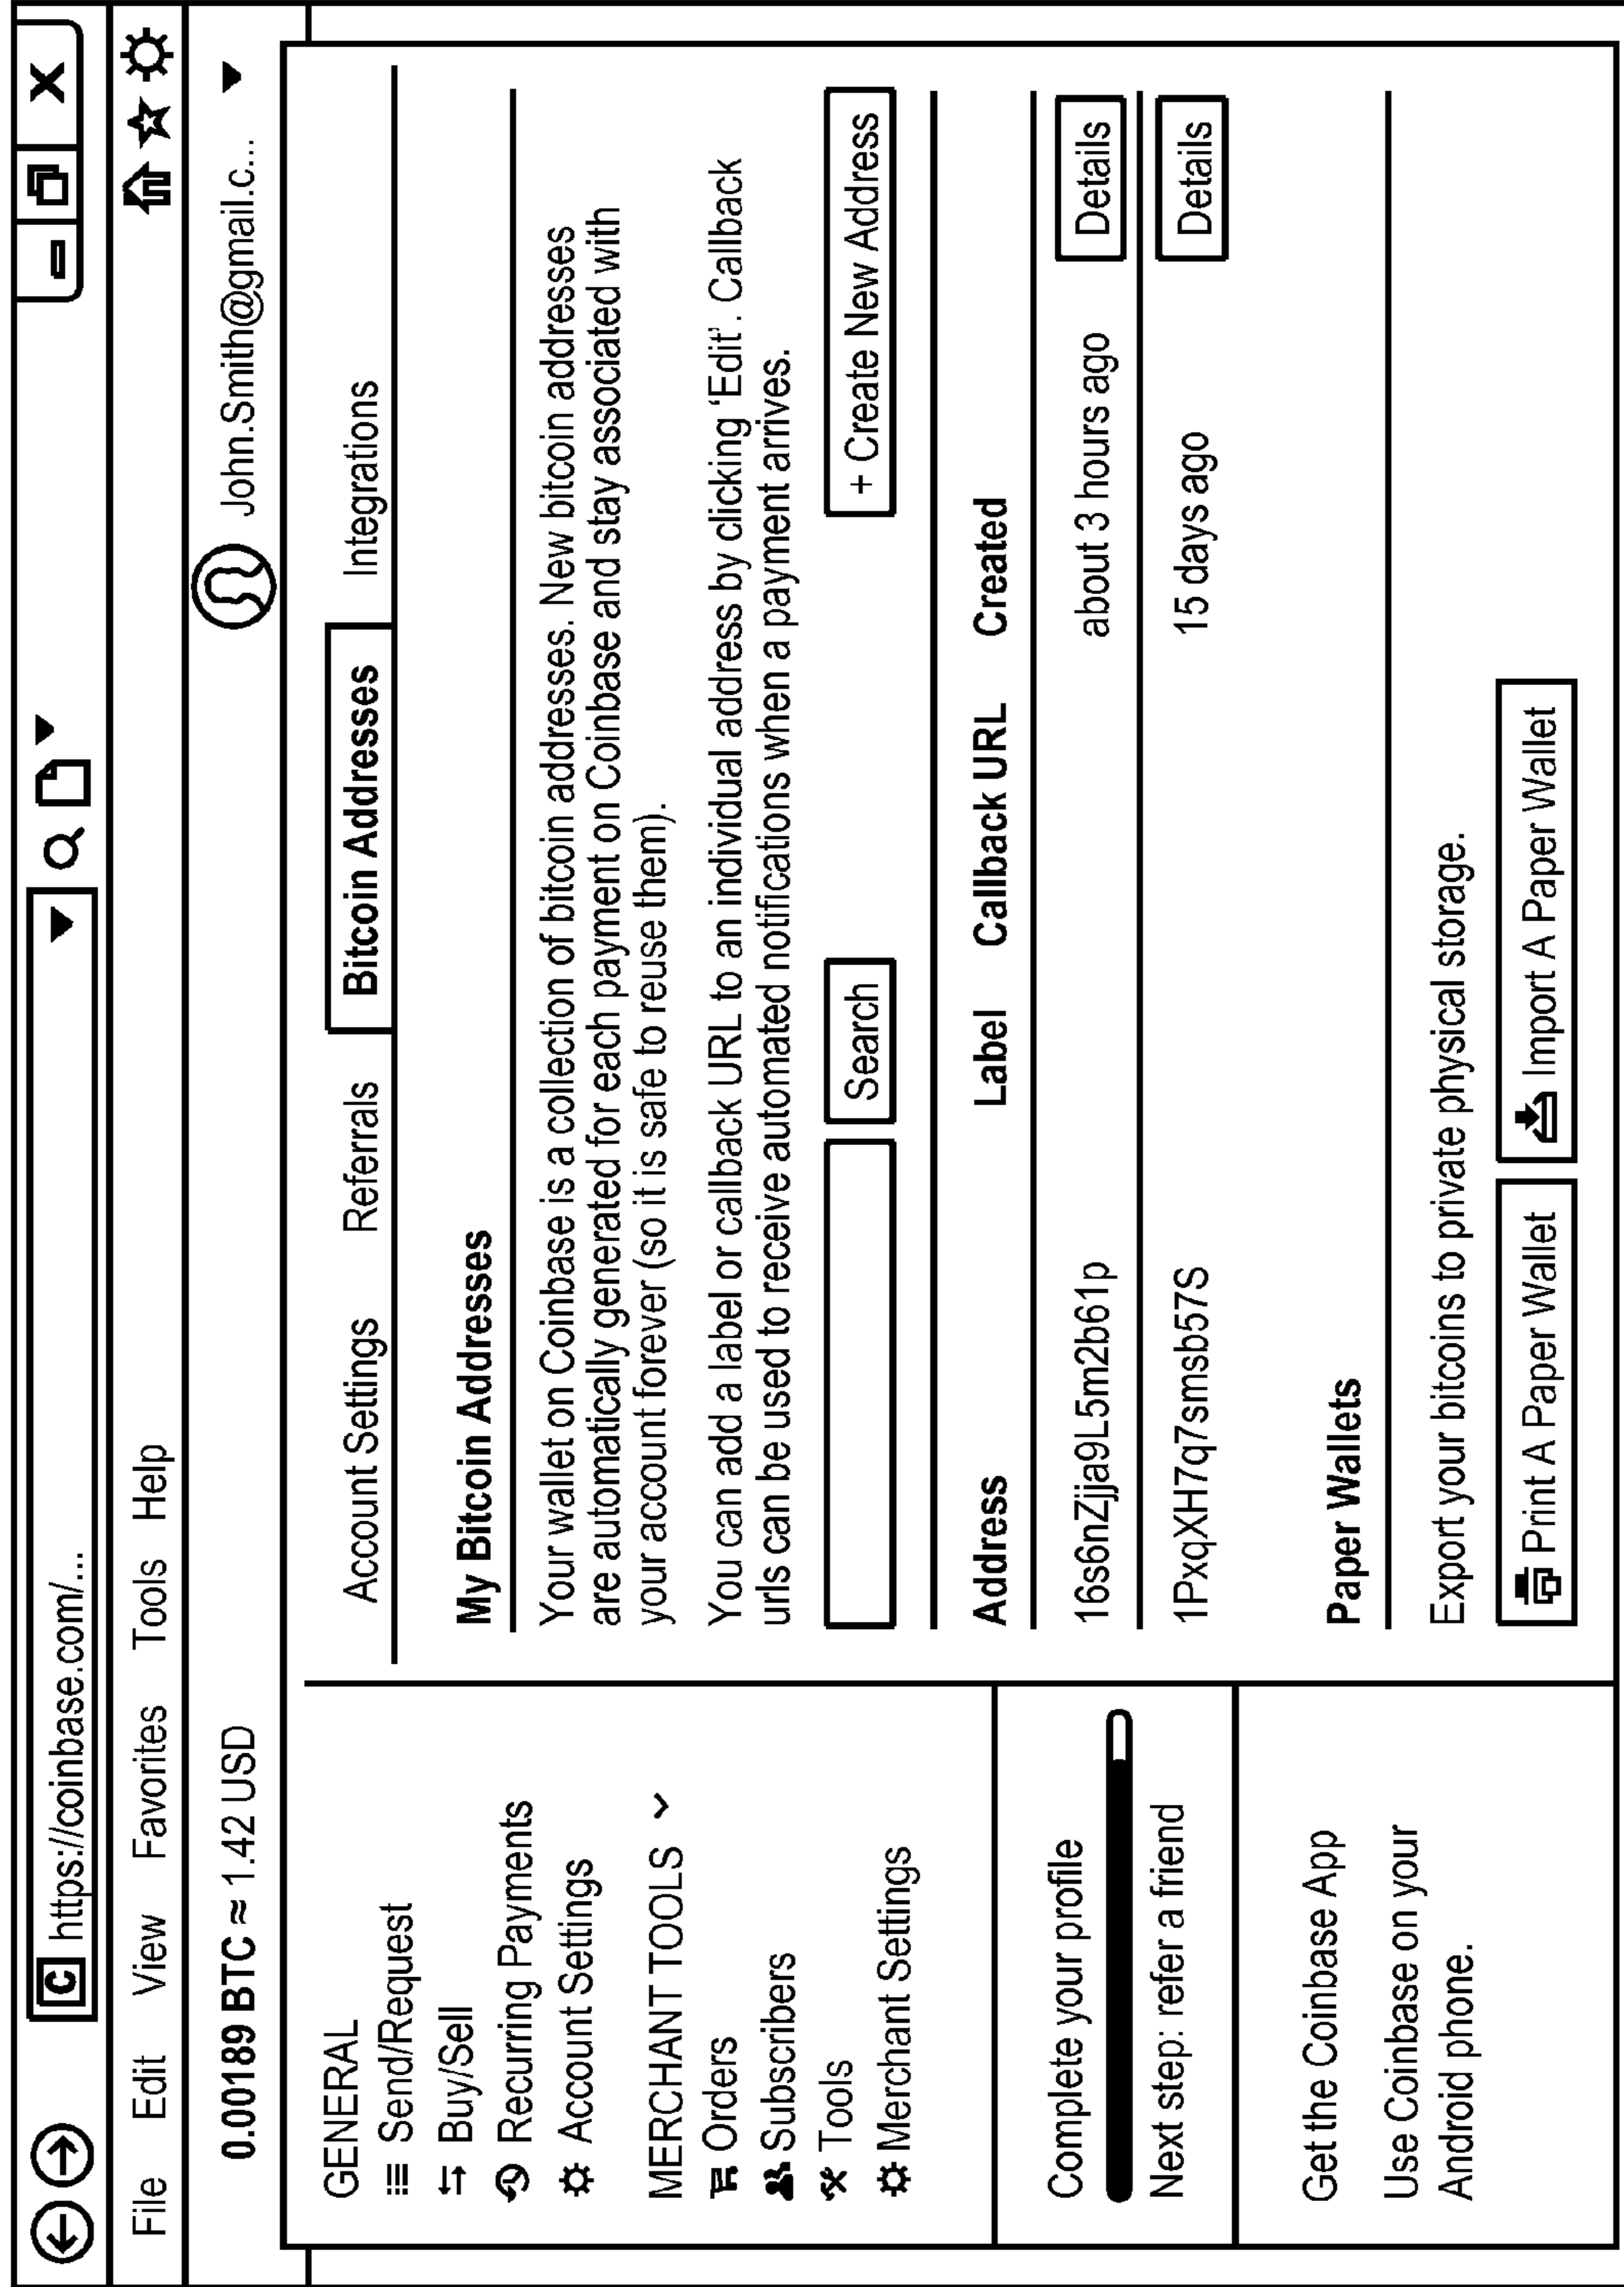 C https://coinbase.com/...
X
File Edit View Favorites Tools Help
0.00189 BTC ≈ 1.42 USD
John.Smith@gmail.c...
GENERAL
Send/Request
Buy/Sell
Recurring Payments
Account Settings
MERCHANT TOOLS
Orders
Subscribers
Tools
Merchant Settings
Complete your profile
Next step: refer a friend
Get the Coinbase App
Use Coinbase on your
Android phone.
Account Settings Referrals Bitcoin Addresses Integrations
My Bitcoin Addresses
Your wallet on Coinbase is a collection of bitcoin addresses. New bitcoin addresses
are automatically generated for each payment on Coinbase and stay associated with
your account forever (so it is safe to reuse them).
You can add a label or callback URL to an individual address by clicking ‘Edit’. Callback
urls can be used to receive automated notifications when a payment arrives.
Search + Create New Address
Address Label Callback URL Created
16s6nZjja9L5m2b61p about 3 hours ago Details
1PxqXH7q7smsb57S 15 days ago Details
Paper Wallets
Export your bitcoins to private physical storage.
Print A Paper Wallet Import A Paper Wallet